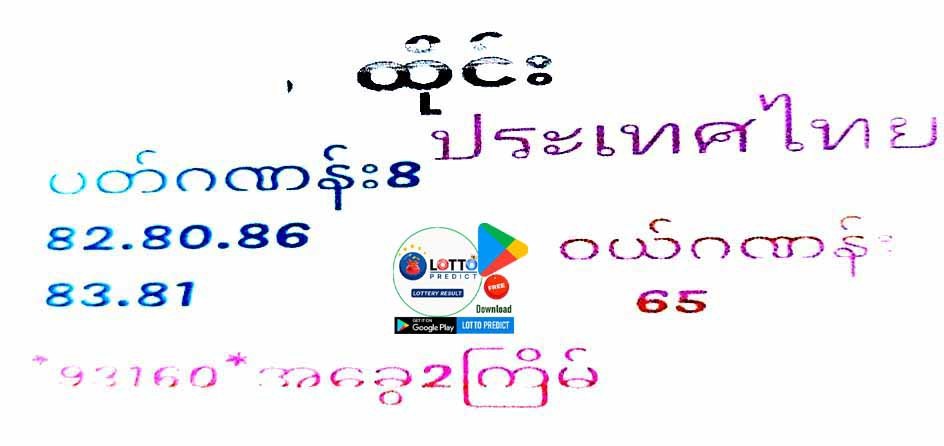 ထိုင်း
ประเทศไทย
ပတ်ဂဏန်း8
82.80.86
83.81
ဝယ်ဂဏန်း
65
LOTTO
PREDICT
LOTTERY RESULT
FREE
Download
GET IT ON
Google Play
LOTTO PREDICT
*93160*အခွေ2ကြိမ်